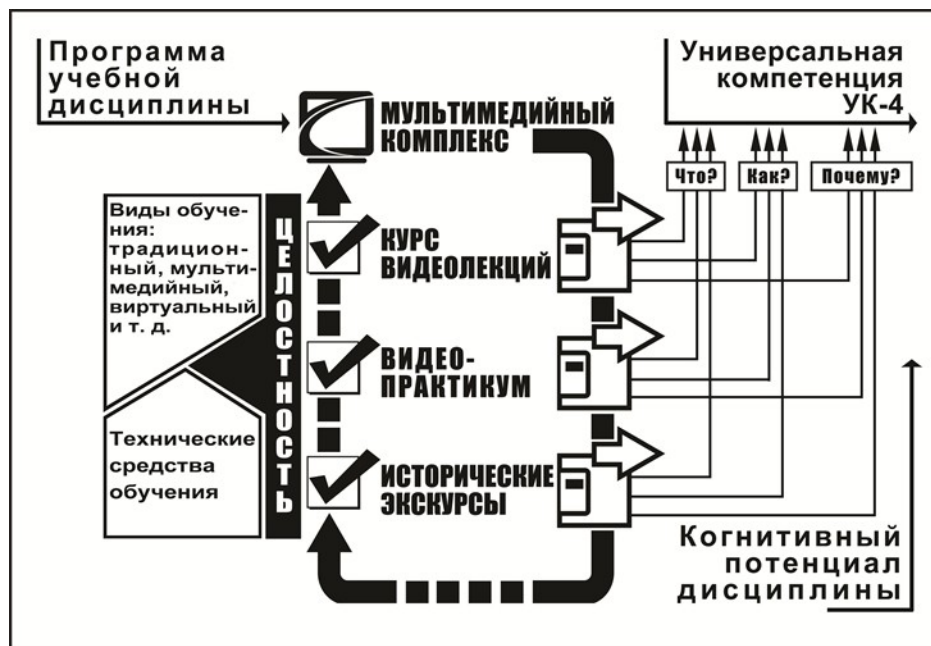 Программа
учебной
дисциплины
Универсальная
компетенция
УК-4
МУЛЬТИМЕДИЙНЫЙ
КОМПЛЕКС
Что?
Как?
Почему?
Виды обуче-
ния:
традицион-
ный, мульти-
медийный,
виртуальный
и т. д.
ЦЕЛОСТНОСТЬ
КУРС
ВИДЕОЛЕКЦИЙ
ВИДЕО-
ПРАКТИКУМ
Технические
средства
обучения
ИСТОРИЧЕСКИЕ
ЭКСКУРСЫ
Когнитивный
потенциал
дисциплины